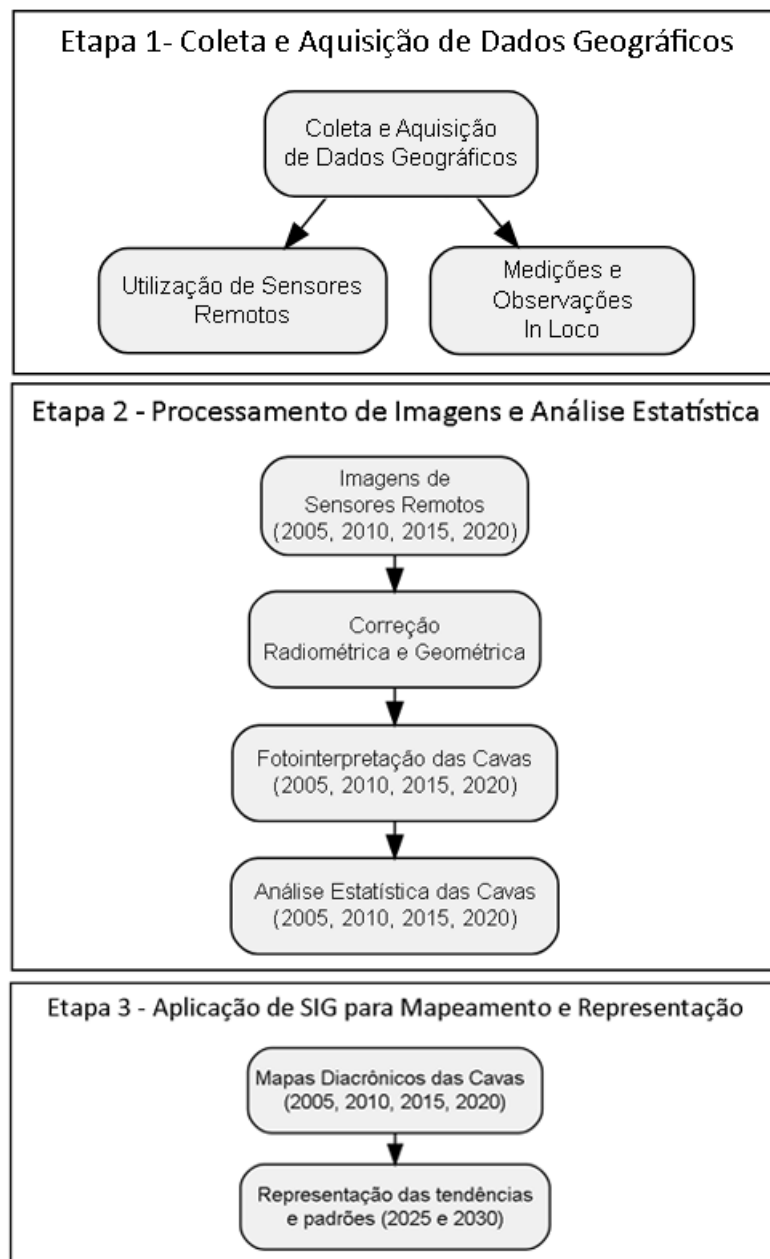 Etapa 1- Coleta e Aquisição de Dados Geográficos
Coleta e Aquisição
de Dados Geográficos
Utilização de Sensores
Remotos
Medições e
Observações
In Loco
Etapa 2 - Processamento de Imagens e Análise Estatística
Imagens de
Sensores Remotos
(2005, 2010, 2015, 2020)
Correção
Radiométrica e Geométrica
Fotointerpretação das Cavas
(2005, 2010, 2015, 2020)
Análise Estatística das Cavas
(2005, 2010, 2015, 2020)
Etapa 3 - Aplicação de SIG para Mapeamento e Representação
Mapas Diacrônicos das Cavas
(2005, 2010, 2015, 2020)
Representação das tendências
e padrões (2025 e 2030)